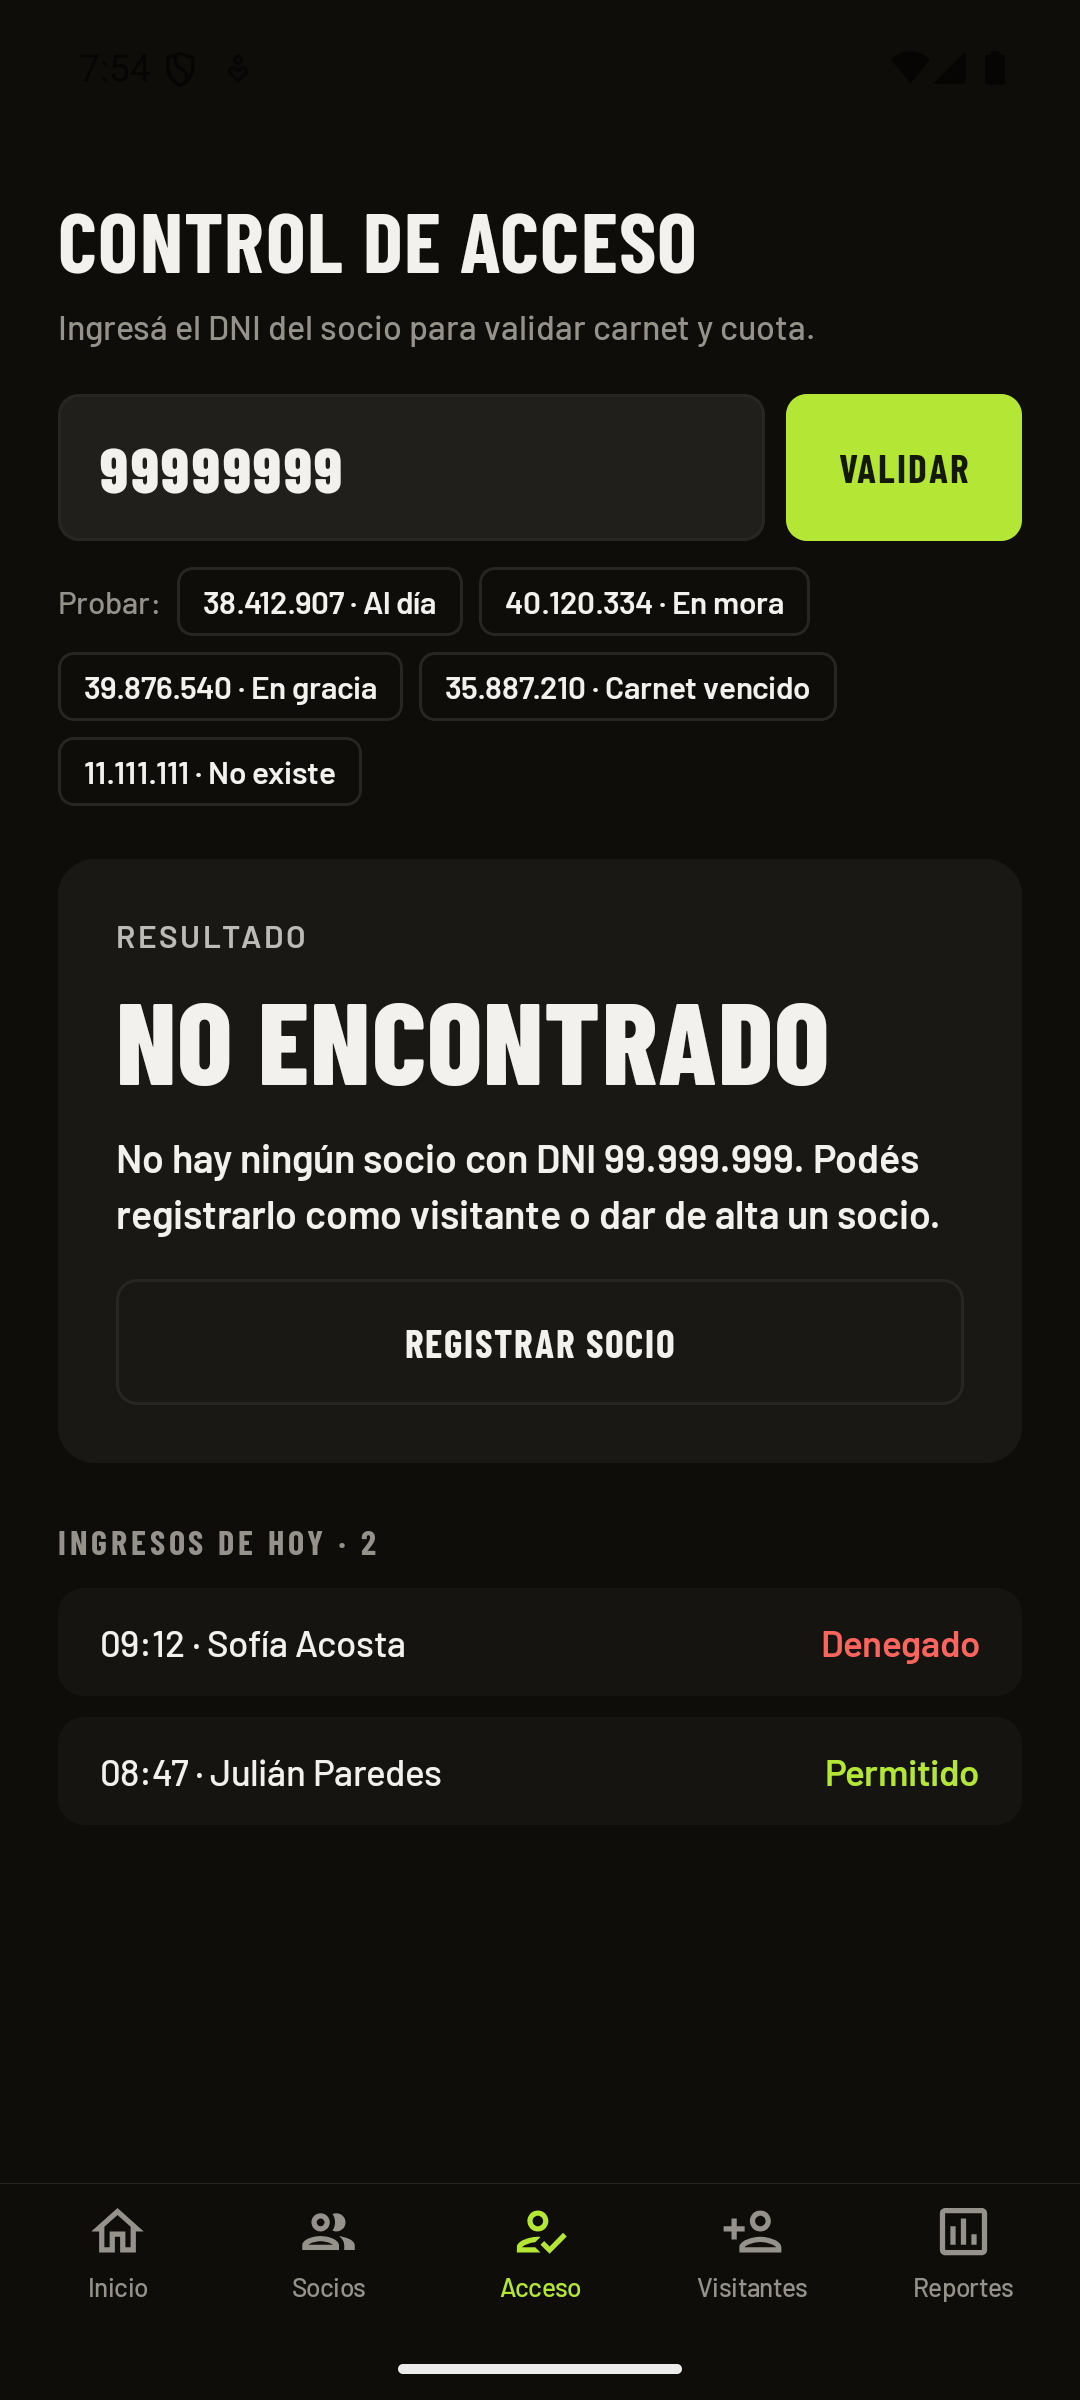 7:54
CONTROL DE ACCESO
Ingresá el DNI del socio para validar carnet y cuota.
99999999
VALIDAR
Probar: 38.412.907 · Al día 40.120.334 · En mora
39.876.540 · En gracia 35.887.210 · Carnet vencido
11.111.111 · No existe
RESULTADO
NO ENCONTRADO
No hay ningún socio con DNI 99.999.999. Podés
registrarlo como visitante o dar de alta un socio.
REGISTRAR SOCIO
INGRESOS DE HOY · 2
09:12 · Sofía Acosta Denegado
08:47 · Julián Paredes Permitido
Inicio Socios Acceso Visitantes Reportes